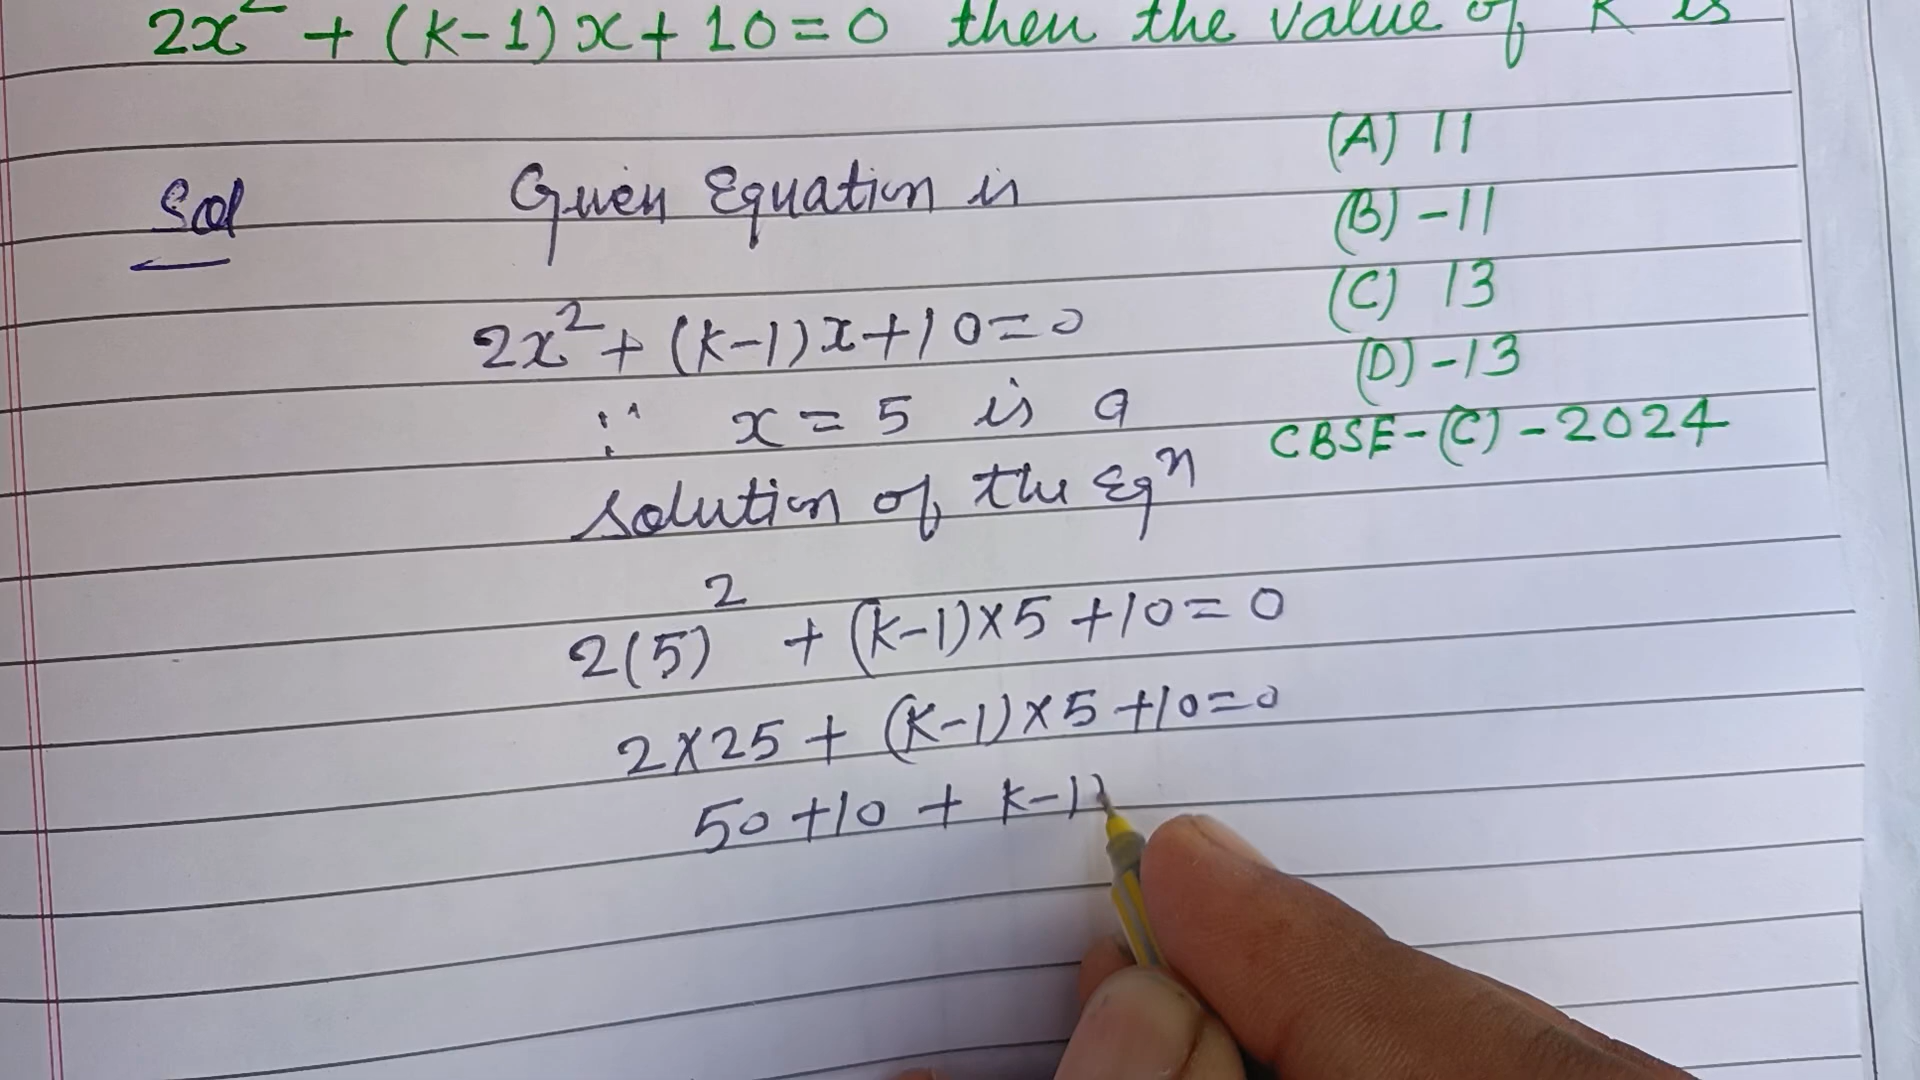 2x² + (k-1)x + 10 = 0 then the value of k is
(A) 11
(B) -11
(C) 13
(D) -13
CBSE-(C)-2024
Sol Given Equation is
2x² + (k-1)x + 10 = 0
∵ x = 5 is a
solution of the Eqⁿ
2(5)² + (k-1)×5 + 10 = 0
2×25 + (k-1)×5 + 10 = 0
50 + 10 + k-1)